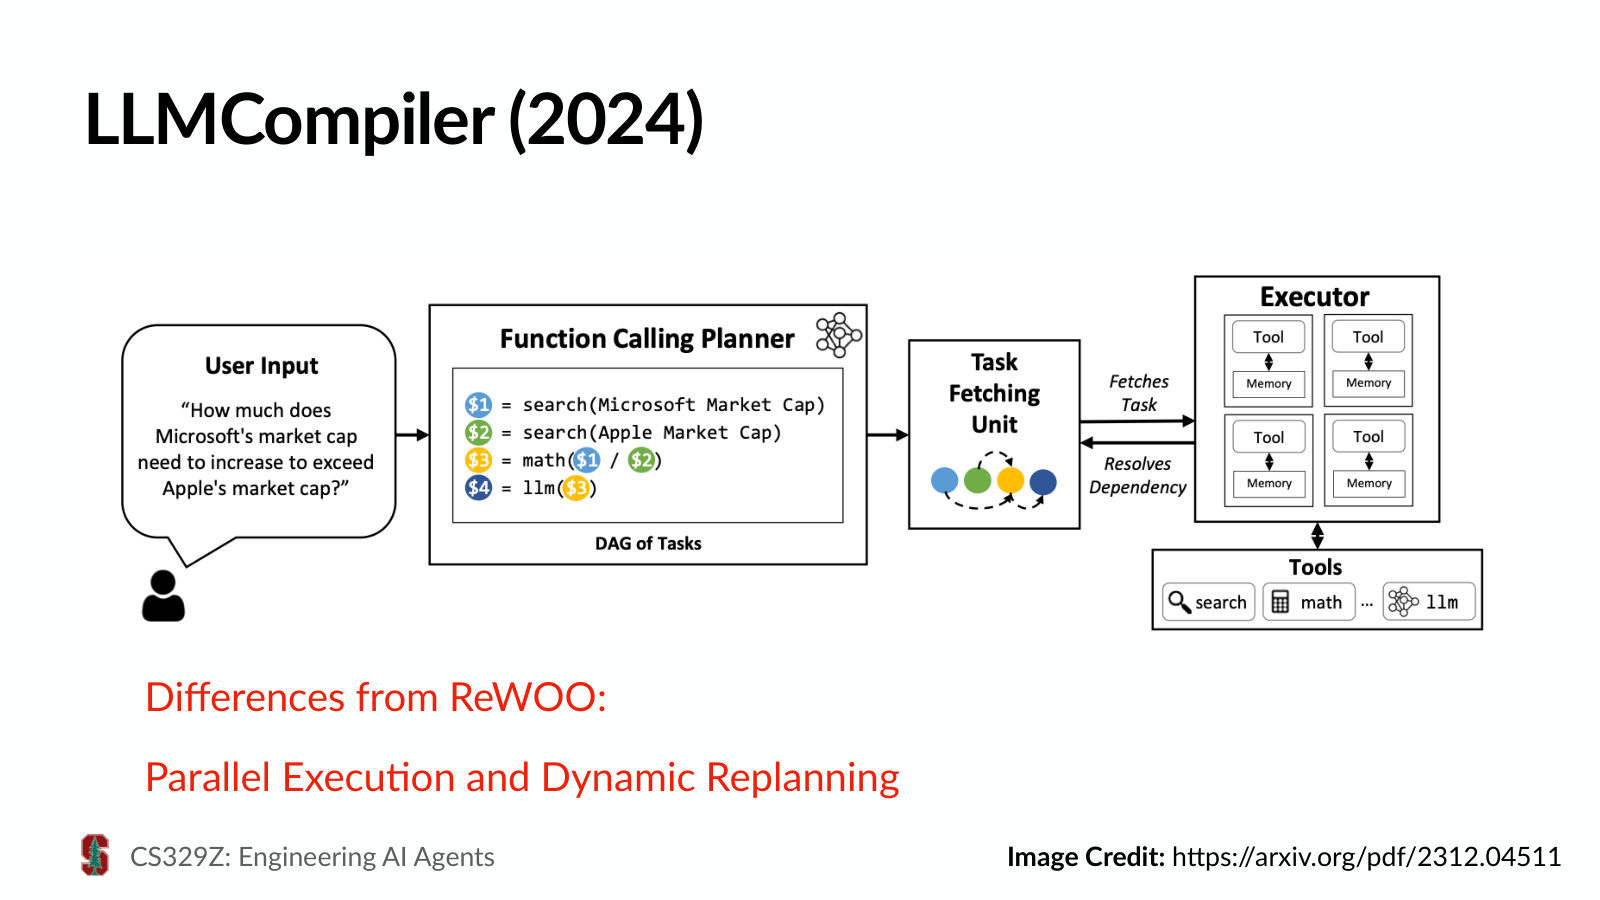 LLMCompiler (2024)
User Input
“How much does
Microsoft's market cap
need to increase to exceed
Apple's market cap?”
Function Calling Planner
$1 = search(Microsoft Market Cap)
$2 = search(Apple Market Cap)
$3 = math($1 / $2)
$4 = llm($3)
DAG of Tasks
Task
Fetching
Unit
Fetches
Task
Resolves
Dependency
Executor
Tool
Memory
Tool
Memory
Tool
Memory
Tool
Memory
Tools
search math ... llm
Differences from ReWOO:
Parallel Execution and Dynamic Replanning
CS329Z: Engineering AI Agents
Image Credit: https://arxiv.org/pdf/2312.04511